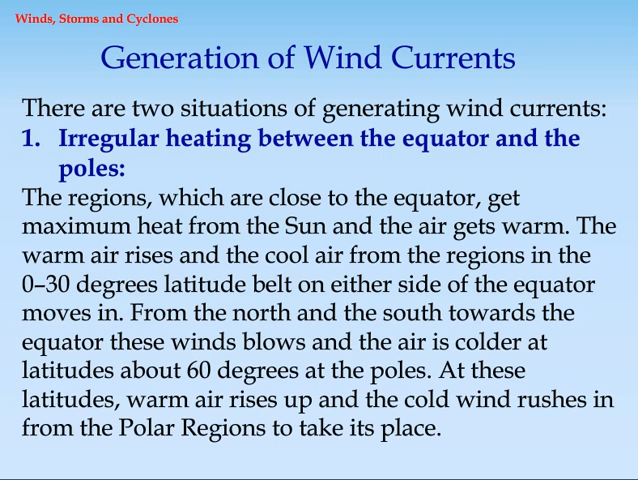 Winds, Storms and Cyclones
Generation of Wind Currents
There are two situations of generating wind currents:
1. Irregular heating between the equator and the
poles:
The regions, which are close to the equator, get
maximum heat from the Sun and the air gets warm. The
warm air rises and the cool air from the regions in the
0–30 degrees latitude belt on either side of the equator
moves in. From the north and the south towards the
equator these winds blows and the air is colder at
latitudes about 60 degrees at the poles. At these
latitudes, warm air rises up and the cold wind rushes in
from the Polar Regions to take its place.